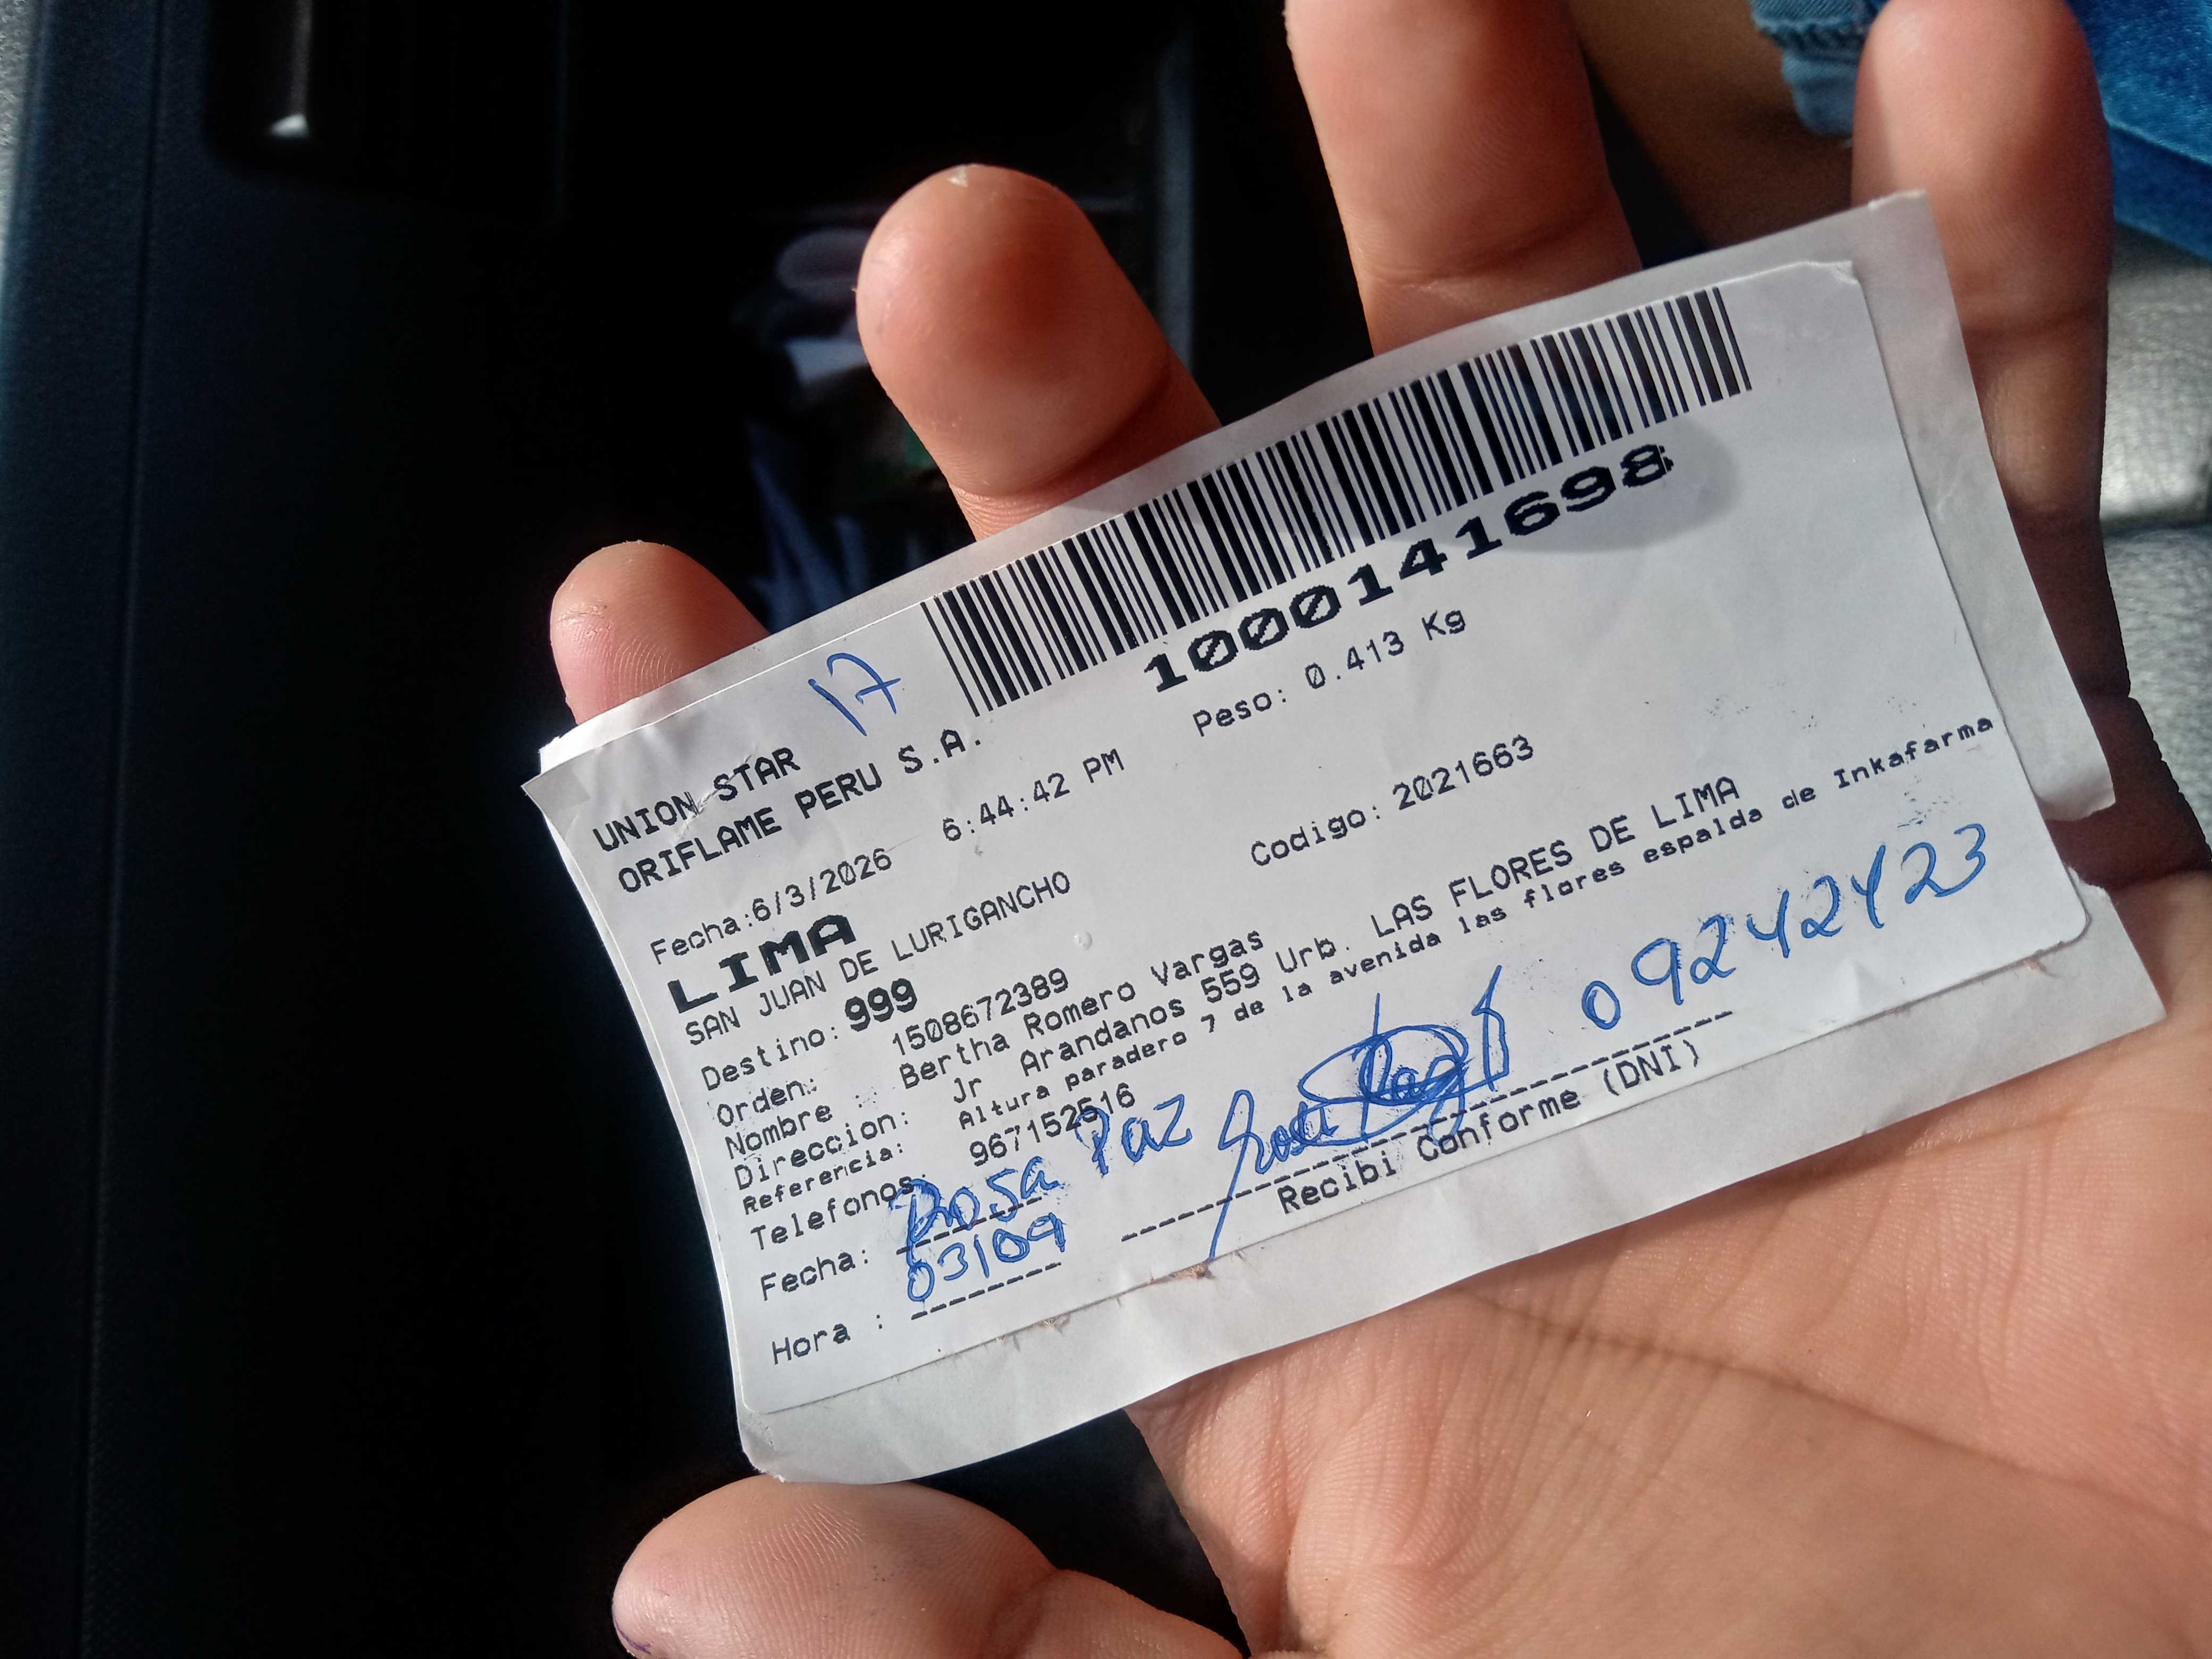 1000141698
17
UNION STAR
ORIFLAME PERU S.A.
Peso: 0.413 Kg
Fecha:6/3/2026 6:44:42 PM
LIMA
SAN JUAN DE LURIGANCHO
Codigo: 2021663
Destino: 999
Orden: 1508672389
Nombre : Bertha Romero Vargas
Direccion: Jr Arandanos 559 Urb. LAS FLORES DE LIMA
Referencia: Altura paradero 7 de la avenida las flores espalda de Inkafarma
Telefonos: 967152516
Rosa Paz
09242423
Fecha:
03/09
Recibi Conforme (DNI)
Hora :